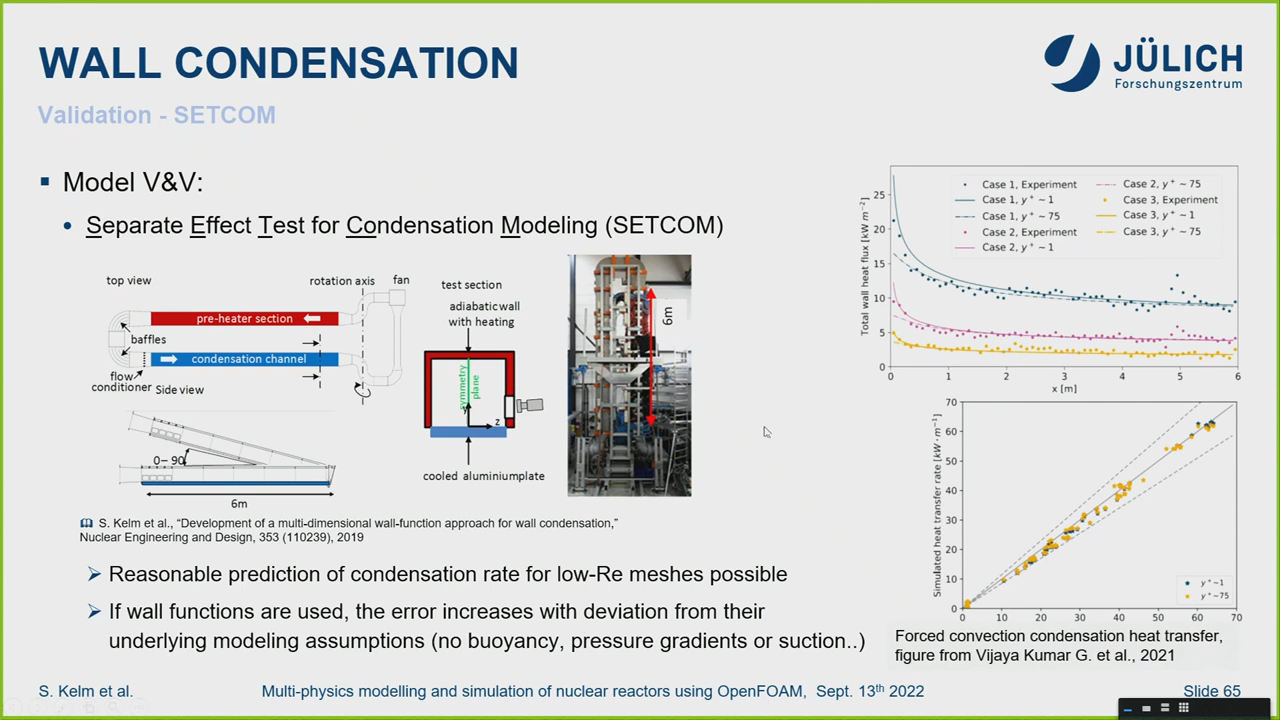 WALL CONDENSATION
JÜLICH
Forschungszentrum
Validation - SETCOM
Model V&V:
Separate Effect Test for Condensation Modeling (SETCOM)
top view
rotation axis
fan
pre-heater section
baffles
condensation channel
flow
conditioner
Side view
0– 90
6m
test section
adiabatic wall
with heating
symmetry
plane
y
z
cooled aluminiumplate
6m
S. Kelm et al., “Development of a multi-dimensional wall-function approach for wall condensation,”
Nuclear Engineering and Design, 353 (110239), 2019
Reasonable prediction of condensation rate for low-Re meshes possible
If wall functions are used, the error increases with deviation from their
underlying modeling assumptions (no buoyancy, pressure gradients or suction..)
Total wall heat flux [kW m⁻²]
25
20
15
10
5
0
Case 1, Experiment
Case 1, y⁺ ~ 1
Case 1, y⁺ ~ 75
Case 2, Experiment
Case 2, y⁺ ~ 1
Case 2, y⁺ ~ 75
Case 3, Experiment
Case 3, y⁺ ~ 1
Case 3, y⁺ ~ 75
0 1 2 3 4 5 6
x [m]
Simulated heat transfer rate [kW·m⁻¹]
70
60
50
40
30
20
10
0
y⁺~1
y⁺~75
0 10 20 30 40 50 60 70
Forced convection condensation heat transfer,
figure from Vijaya Kumar G. et al., 2021
S. Kelm et al.
Multi-physics modelling and simulation of nuclear reactors using OpenFOAM, Sept. 13th 2022
Slide 65